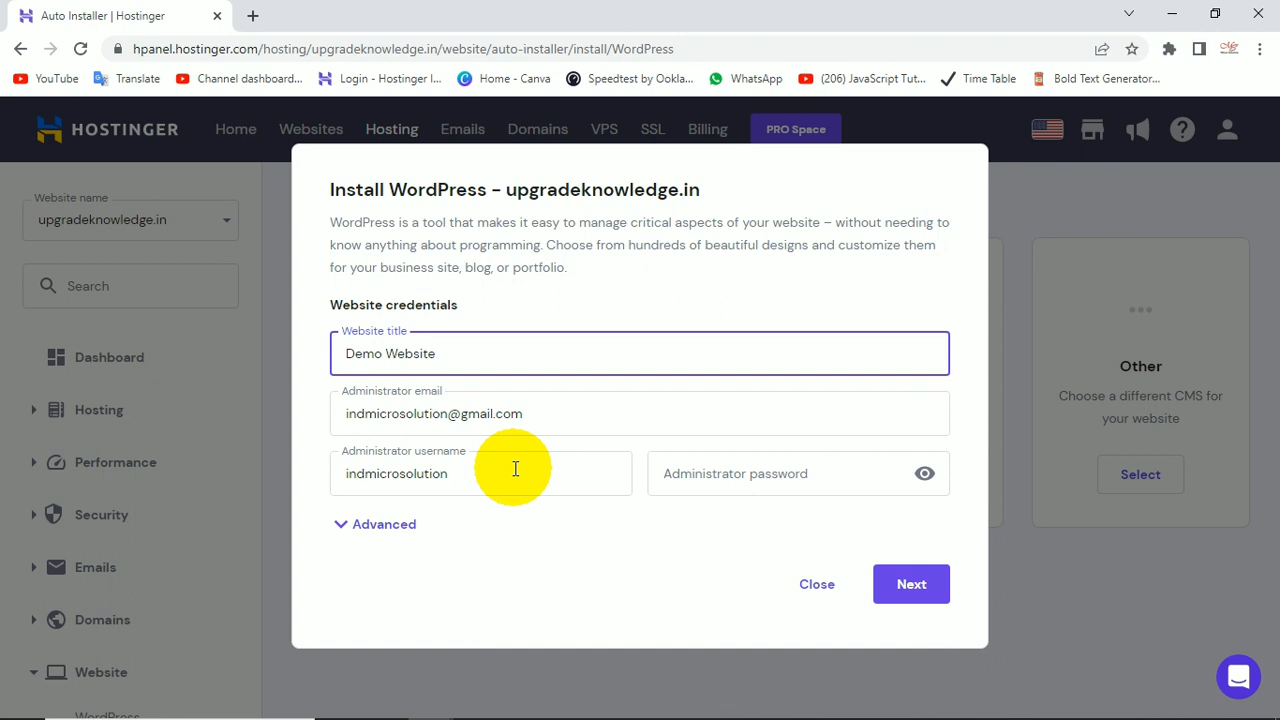 Auto Installer | Hostinger
hpanel.hostinger.com/hosting/upgradeknowledge.in/website/auto-installer/install/WordPress
YouTube
Translate
Channel dashboard...
Login - Hostinger I...
Home - Canva
Speedtest by Ookla...
WhatsApp
(206) JavaScript Tut...
Time Table
Bold Text Generator...
HOSTINGER
Home
Websites
Hosting
Emails
Domains
VPS
SSL
Billing
PRO Space
Website name
upgradeknowledge.in
Search
Dashboard
Hosting
Performance
Security
Emails
Domains
Website
WordPress
Install WordPress - upgradeknowledge.in
WordPress is a tool that makes it easy to manage critical aspects of your website – without needing to
know anything about programming. Choose from hundreds of beautiful designs and customize them
for your business site, blog, or portfolio.
Website credentials
Website title
Demo Website
Administrator email
indmicrosolution@gmail.com
Administrator username
indmicrosolution
Administrator password
Advanced
Close
Next
Other
Choose a different CMS for
your website
Select